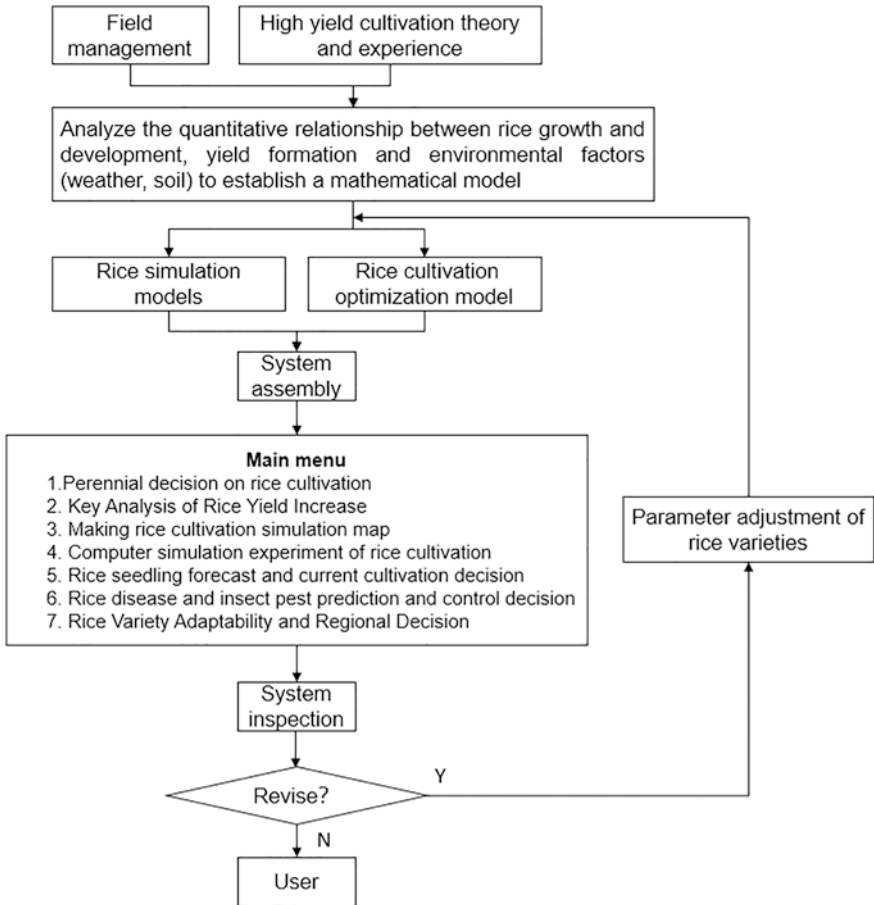 Field
management
High yield cultivation theory
and experience
Analyze the quantitative relationship between rice growth and
development, yield formation and environmental factors
(weather, soil) to establish a mathematical model
Rice simulation
models
Rice cultivation
optimization model
System
assembly
Main menu
1.Perennial decision on rice cultivation
2. Key Analysis of Rice Yield Increase
3. Making rice cultivation simulation map
4. Computer simulation experiment of rice cultivation
5. Rice seedling forecast and current cultivation decision
6. Rice disease and insect pest prediction and control decision
7. Rice Variety Adaptability and Regional Decision
Parameter adjustment of
rice varieties
System
inspection
Revise?
Y
N
User